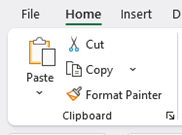 File Home Insert D
Cut
Copy
Paste
Format Painter
Clipboard